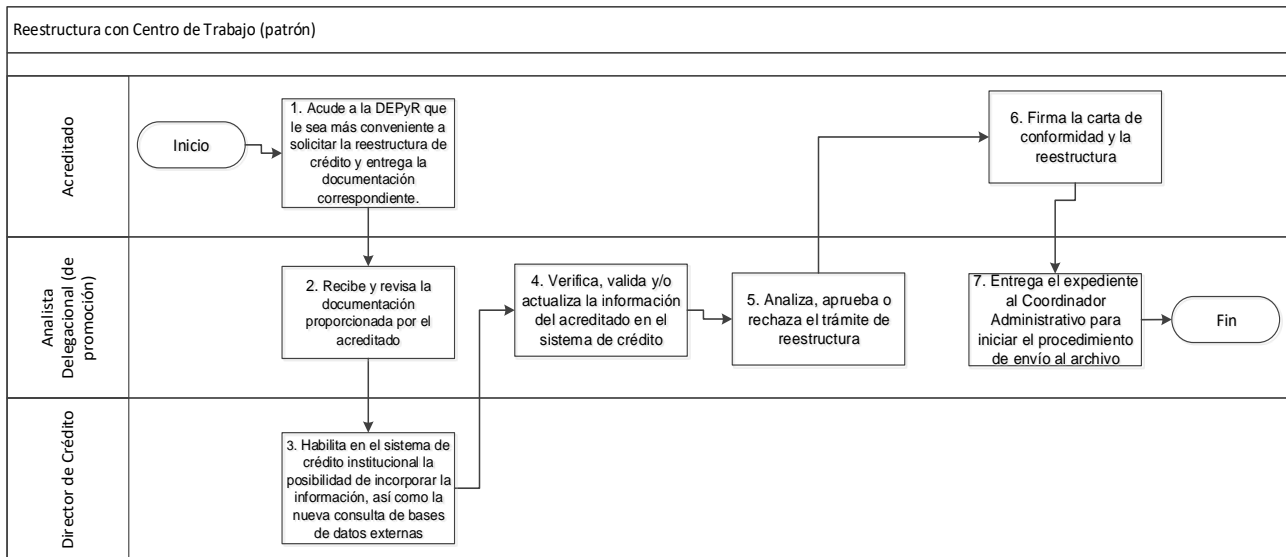 Reestructura con Centro de Trabajo (patrón)
Acreditado
Inicio
1. Acude a la DEPyR que
le sea más conveniente a
solicitar la reestructura de
crédito y entrega la
documentación
correspondiente.
6. Firma la carta de
conformidad y la
reestructura
Analista
Delegacional (de
promoción)
2. Recibe y revisa la
documentación
proporcionada por el
acreditado
4. Verifica, valida y/o
actualiza la información
del acreditado en el
sistema de crédito
5. Analiza, aprueba o
rechaza el trámite de
reestructura
7. Entrega el expediente
al Coordinador
Administrativo para
iniciar el procedimiento
de envío al archivo
Fin
Director de Crédito
3. Habilita en el sistema de
crédito institucional la
posibilidad de incorporar la
información, así como la
nueva consulta de bases
de datos externas